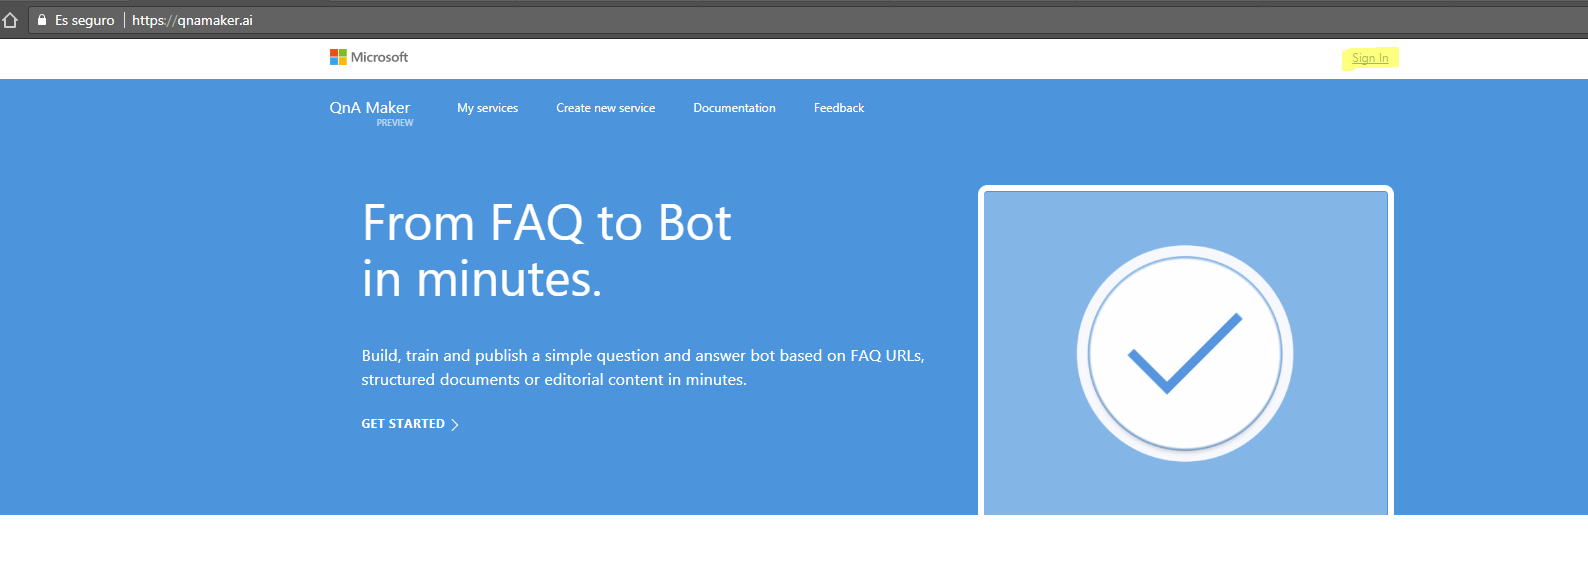 Es seguro https://qnamaker.ai
Microsoft
Sign In
QnA Maker My services Create new service Documentation Feedback
PREVIEW
From FAQ to Bot
in minutes.
Build, train and publish a simple question and answer bot based on FAQ URLs,
structured documents or editorial content in minutes.
GET STARTED